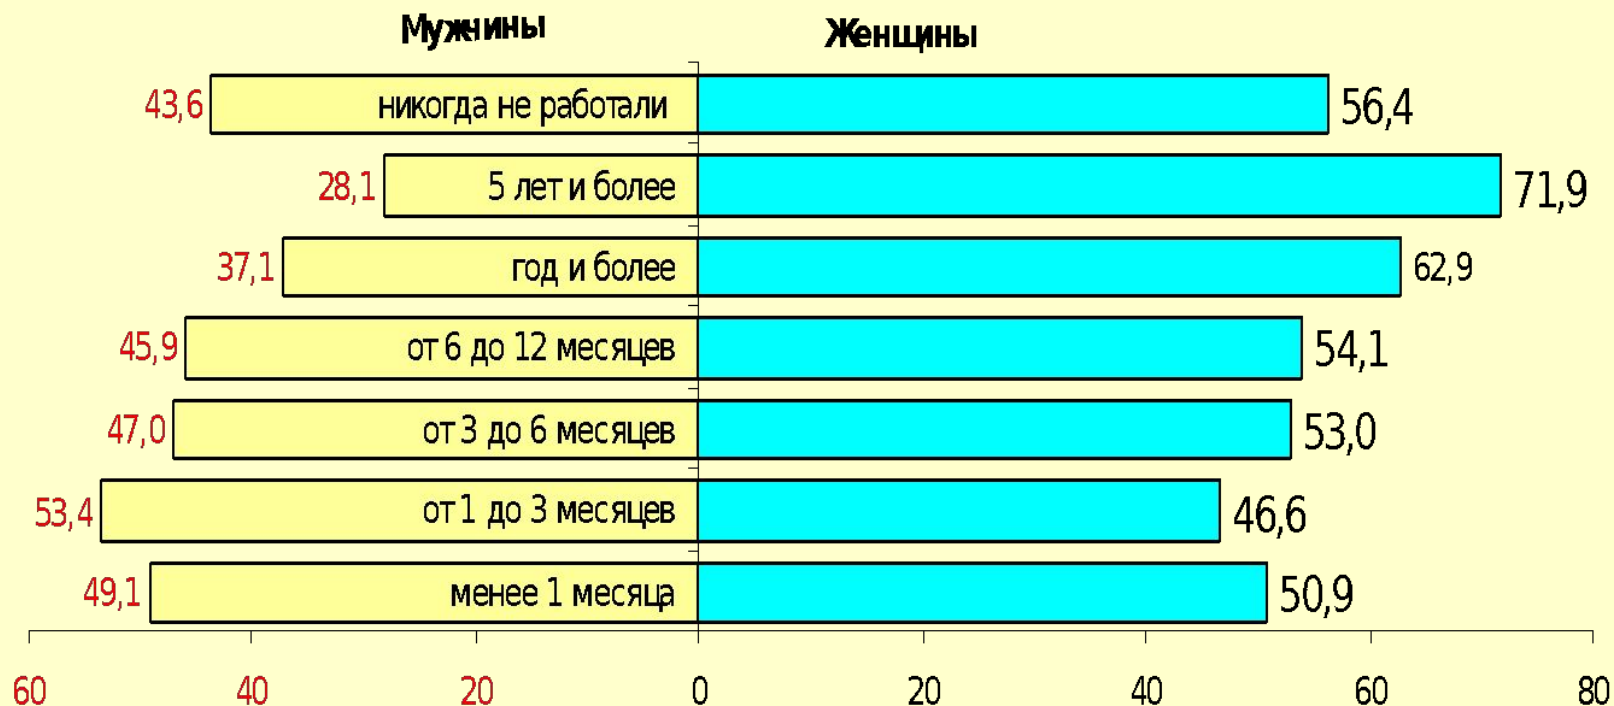 Мужчины Женщины
43,6 никогда не работали 56,4
28,1 5 лет и более 71,9
37,1 год и более 62,9
45,9 от 6 до 12 месяцев 54,1
47,0 от 3 до 6 месяцев 53,0
53,4 от 1 до 3 месяцев 46,6
49,1 менее 1 месяца 50,9
60 40 20 0 20 40 60 80